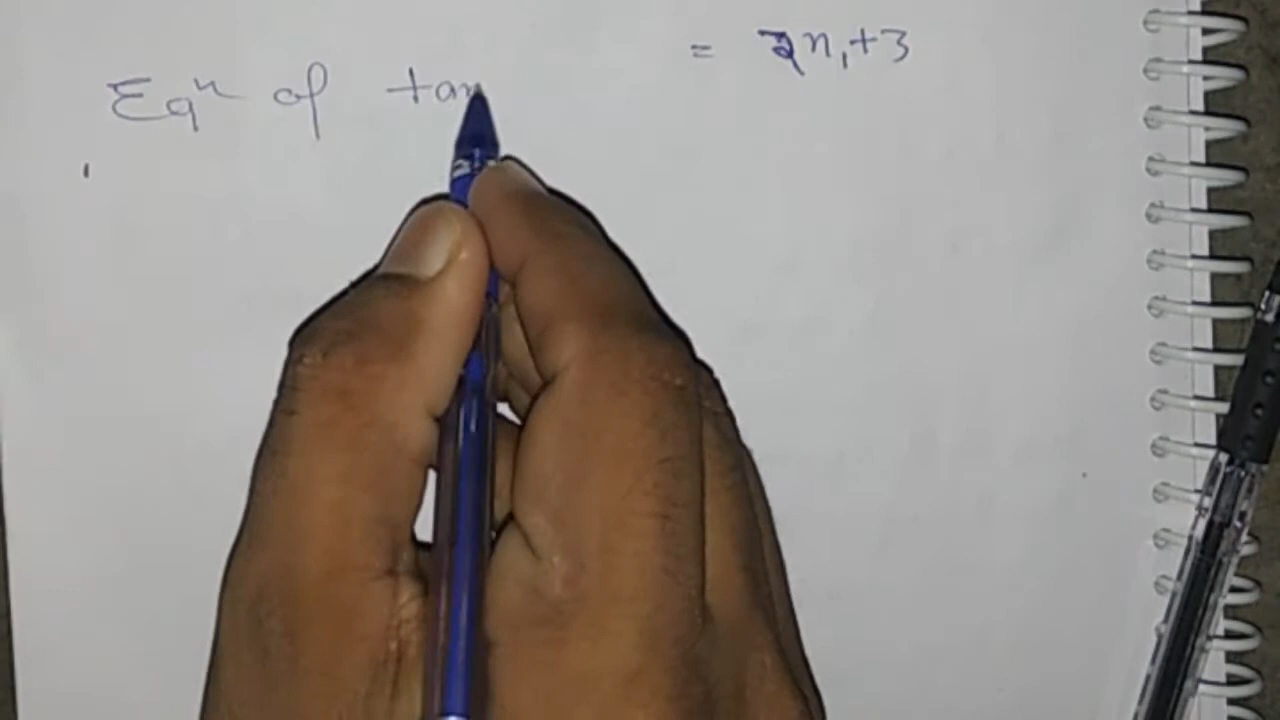 = 2x₁+3
Eqⁿ of tan